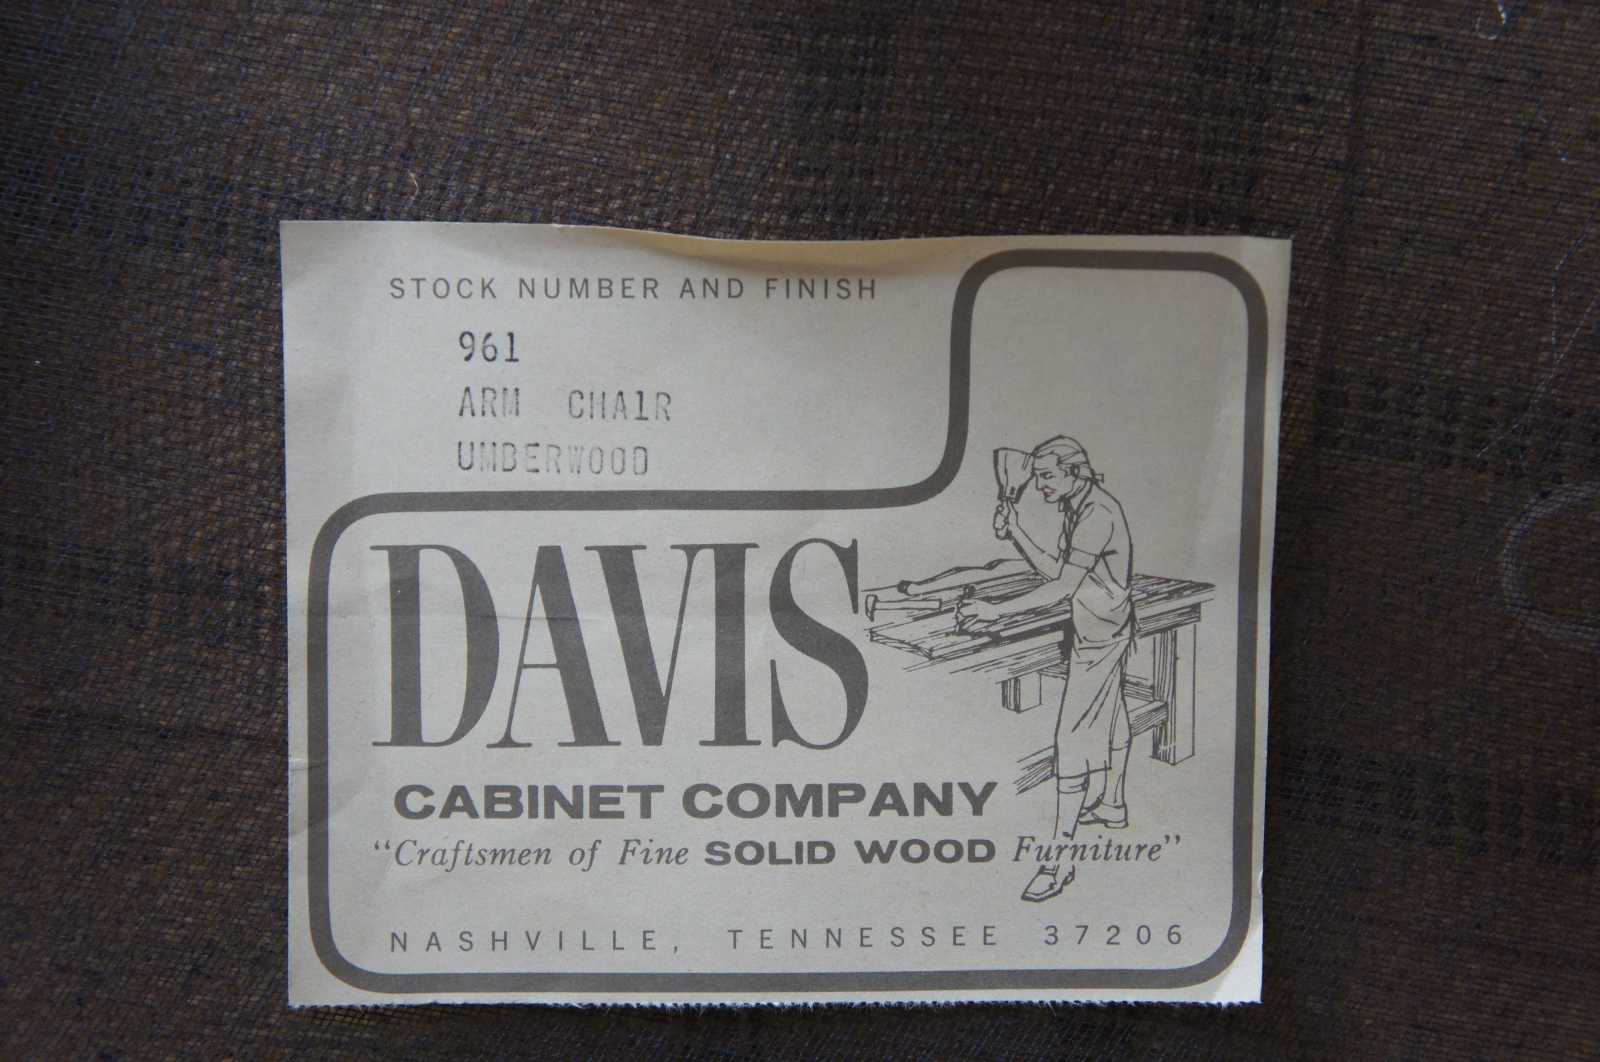 STOCK NUMBER AND FINISH
961
ARM CHAIR
UMBERWOOD
DAVIS
CABINET COMPANY
"Craftsmen of Fine SOLID WOOD Furniture"
NASHVILLE, TENNESSEE 37206